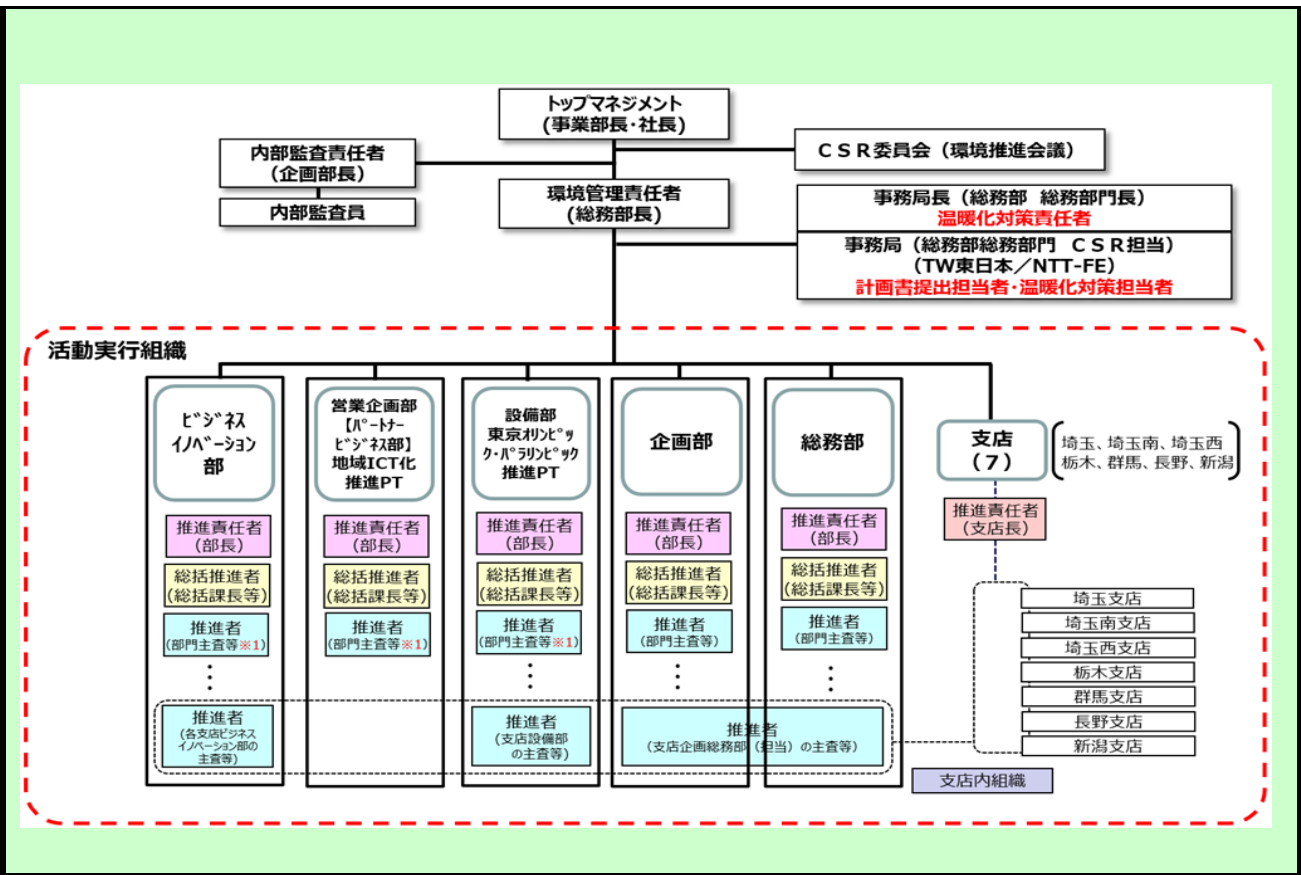 トップマネジメント
(事業部長・社長)
内部監査責任者
(企画部長)
内部監査員
CSR委員会（環境推進会議）
環境管理責任者
(総務部長)
事務局長（総務部 総務部門長）
温暖化対策責任者
事務局（総務部総務部門 CSR担当）
（TW東日本／NTT-FE）
計画書提出担当者・温暖化対策担当者
活動実行組織
ﾋﾞｼﾞﾈｽ
ｲﾉﾍﾞｰｼｮﾝ
部
推進責任者
(部長)
総括推進者
(総括課長等)
推進者
(部門主査等※1)
⋮
推進者
(各支店ビジネス
イノベーション部の
主査等)
営業企画部
【ﾊﾟｰﾄﾅｰ
ﾋﾞｼﾞﾈｽ部】
地域ICT化
推進PT
推進責任者
(部長)
総括推進者
(総括課長等)
推進者
(部門主査等※1)
設備部
東京ｵﾘﾝﾋﾟｯ
ｸ･ﾊﾟﾗﾘﾝﾋﾟｯｸ
推進PT
推進責任者
(部長)
総括推進者
(総括課長等)
推進者
(部門主査等※1)
⋮
推進者
(支店設備部
の主査等)
企画部
推進責任者
(部長)
総括推進者
(総括課長等)
推進者
(部門主査等)
⋮
総務部
推進責任者
(部長)
総括推進者
(総括課長等)
推進者
(部門主査等)
⋮
推進者
(支店企画総務部（担当）の主査等)
支店
(７)
埼玉、埼玉南、埼玉西
栃木、群馬、長野、新潟
推進責任者
(支店長)
埼玉支店
埼玉南支店
埼玉西支店
栃木支店
群馬支店
長野支店
新潟支店
支店内組織